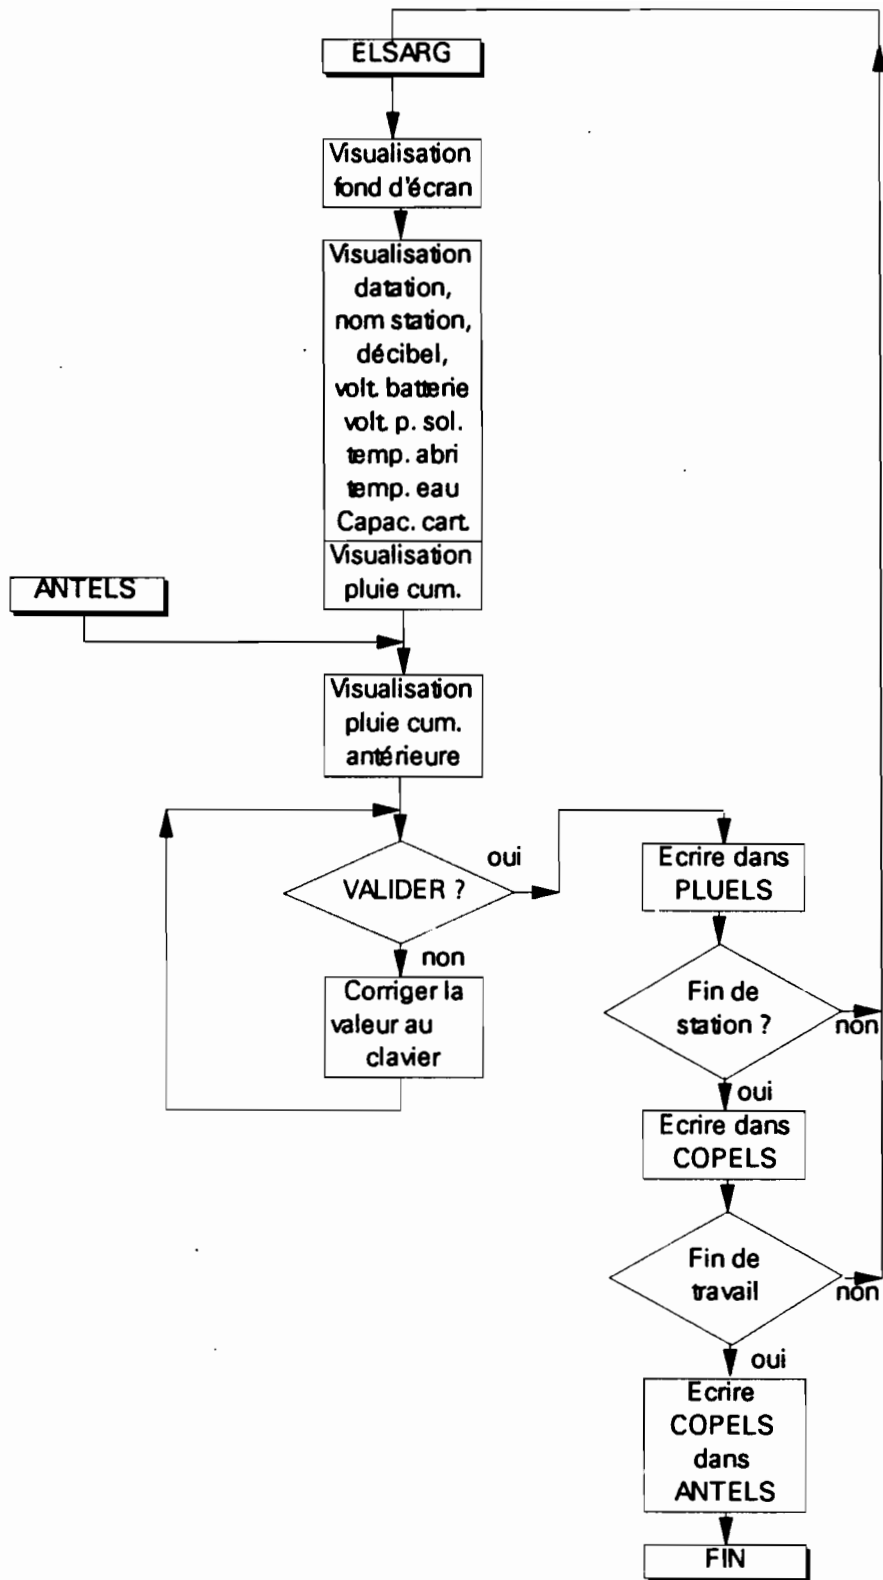 ELSARG
Visualisation
fond d'écran
Visualisation
datation,
nom station,
décibel,
volt. batterie
volt. p. sol.
temp. abri
temp. eau
Capac. cart.
Visualisation
pluie cum.
ANTELS
Visualisation
pluie cum.
antérieure
VALIDER ?
oui
non
Corriger la
valeur au
clavier
Ecrire dans
PLUELS
Fin de
station ?
non
oui
Ecrire dans
COPELS
Fin de
travail
non
oui
Ecrire
COPELS
dans
ANTELS
FIN